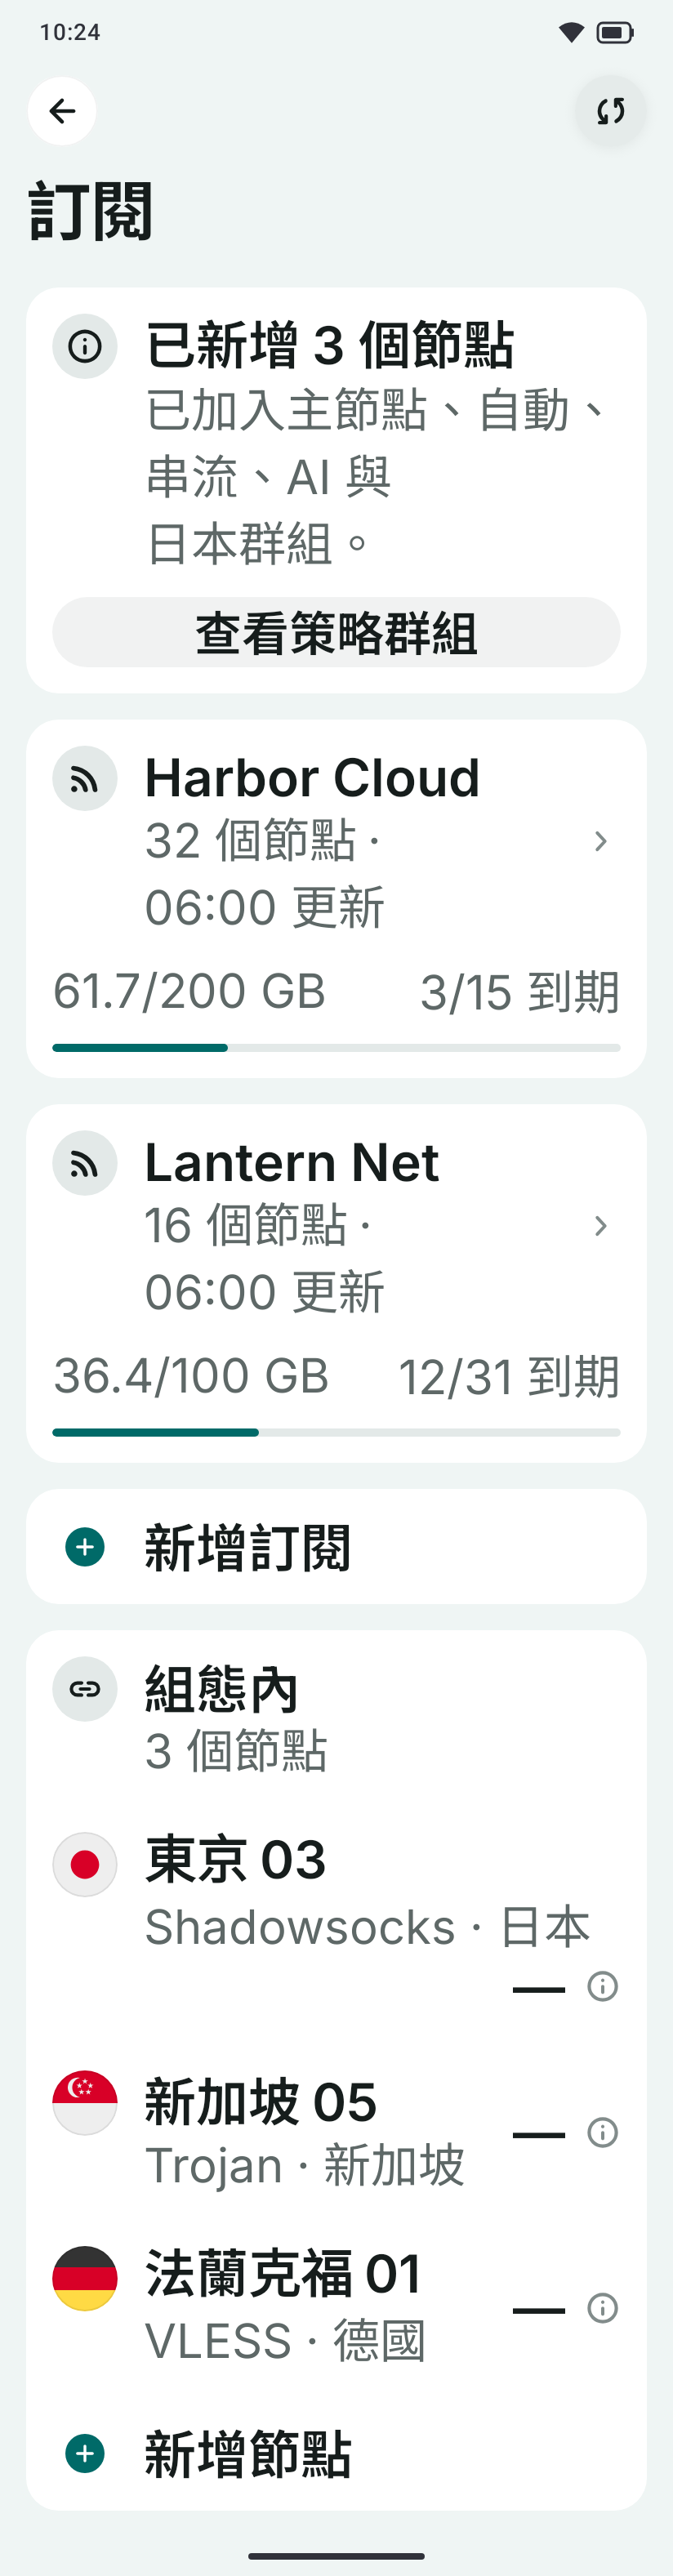 10:24
訂閱
已新增 3 個節點
已加入主節點、自動、
串流、AI 與
日本群組。
查看策略群組
Harbor Cloud
32 個節點 ·
06:00 更新
61.7/200 GB
3/15 到期
Lantern Net
16 個節點 ·
06:00 更新
36.4/100 GB
12/31 到期
新增訂閱
組態內
3 個節點
東京 03
Shadowsocks · 日本
—
新加坡 05
Trojan · 新加坡
—
法蘭克福 01
VLESS · 德國
—
新增節點